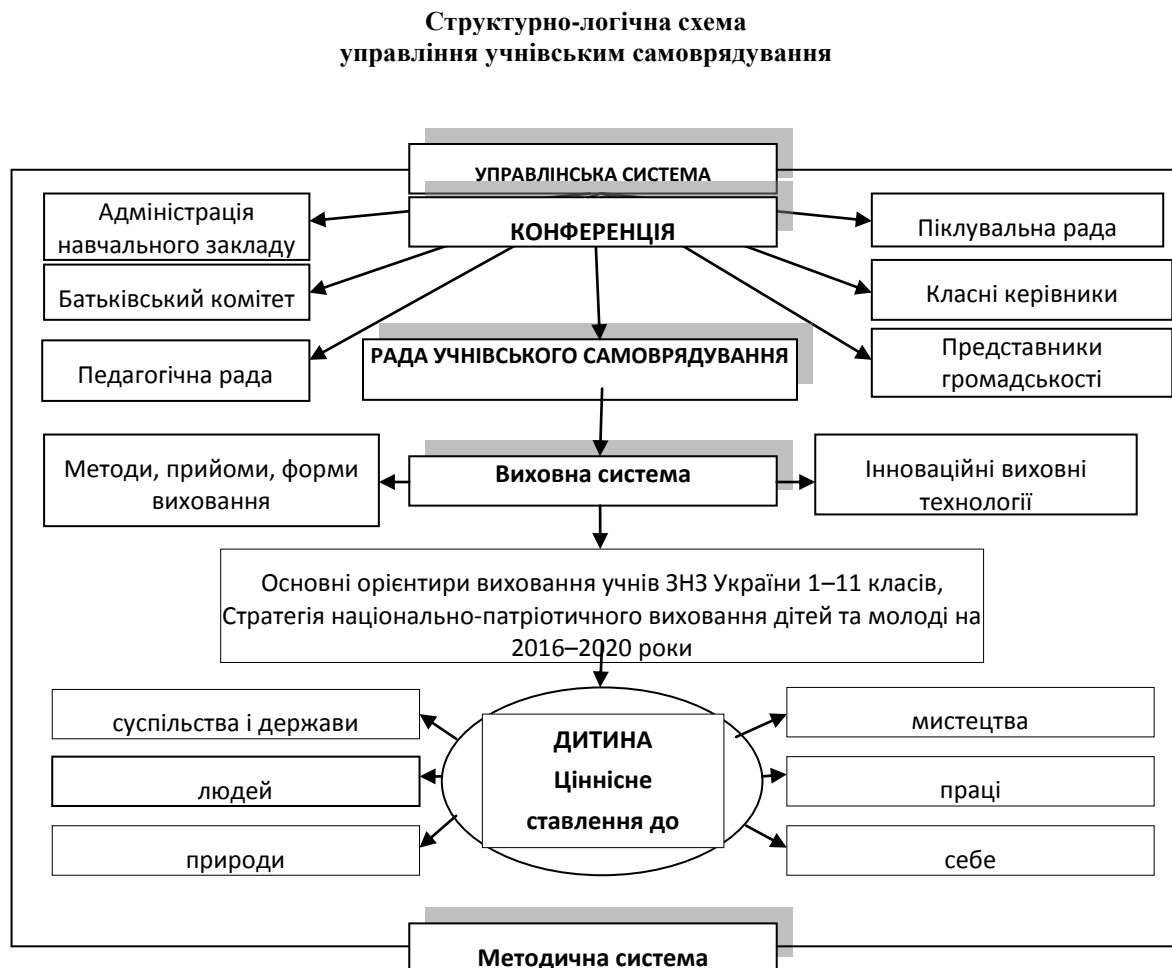 Структурно-логічна схема
управління учнівським самоврядування
УПРАВЛІНСЬКА СИСТЕМА
Адміністрація
навчального закладу
КОНФЕРЕНЦІЯ
Піклувальна рада
Батьківський комітет
Класні керівники
Педагогічна рада
РАДА УЧНІВСЬКОГО САМОВРЯДУВАННЯ
Представники
громадськості
Методи, прийоми, форми
виховання
Виховна система
Інноваційні виховні
технології
Основні орієнтири виховання учнів ЗНЗ України 1–11 класів,
Стратегія національно-патріотичного виховання дітей та молоді на
2016–2020 роки
суспільства і держави
людей
природи
ДИТИНА
Ціннісне
ставлення до
мистецтва
праці
себе
Методична система